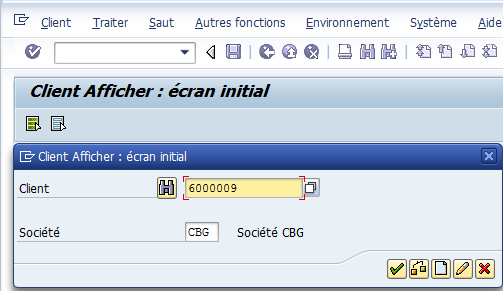 Client Traiter Saut Autres fonctions Environnement Système Aide
Client Afficher : écran initial
Client Afficher : écran initial
Client 6000009
Société CBG Société CBG